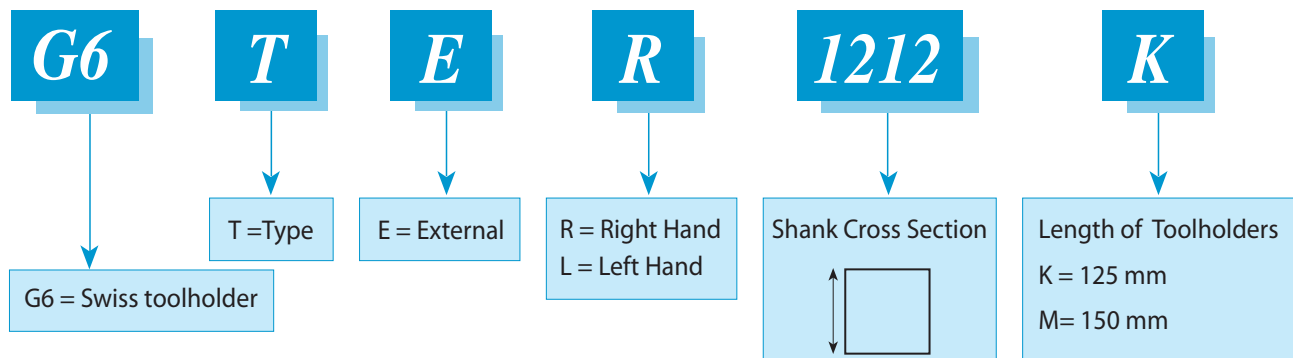 G6 T E R 1212 K
T =Type
E = External
R = Right Hand
L = Left Hand
Shank Cross Section
Length of Toolholders
K = 125 mm
M= 150 mm
G6 = Swiss toolholder